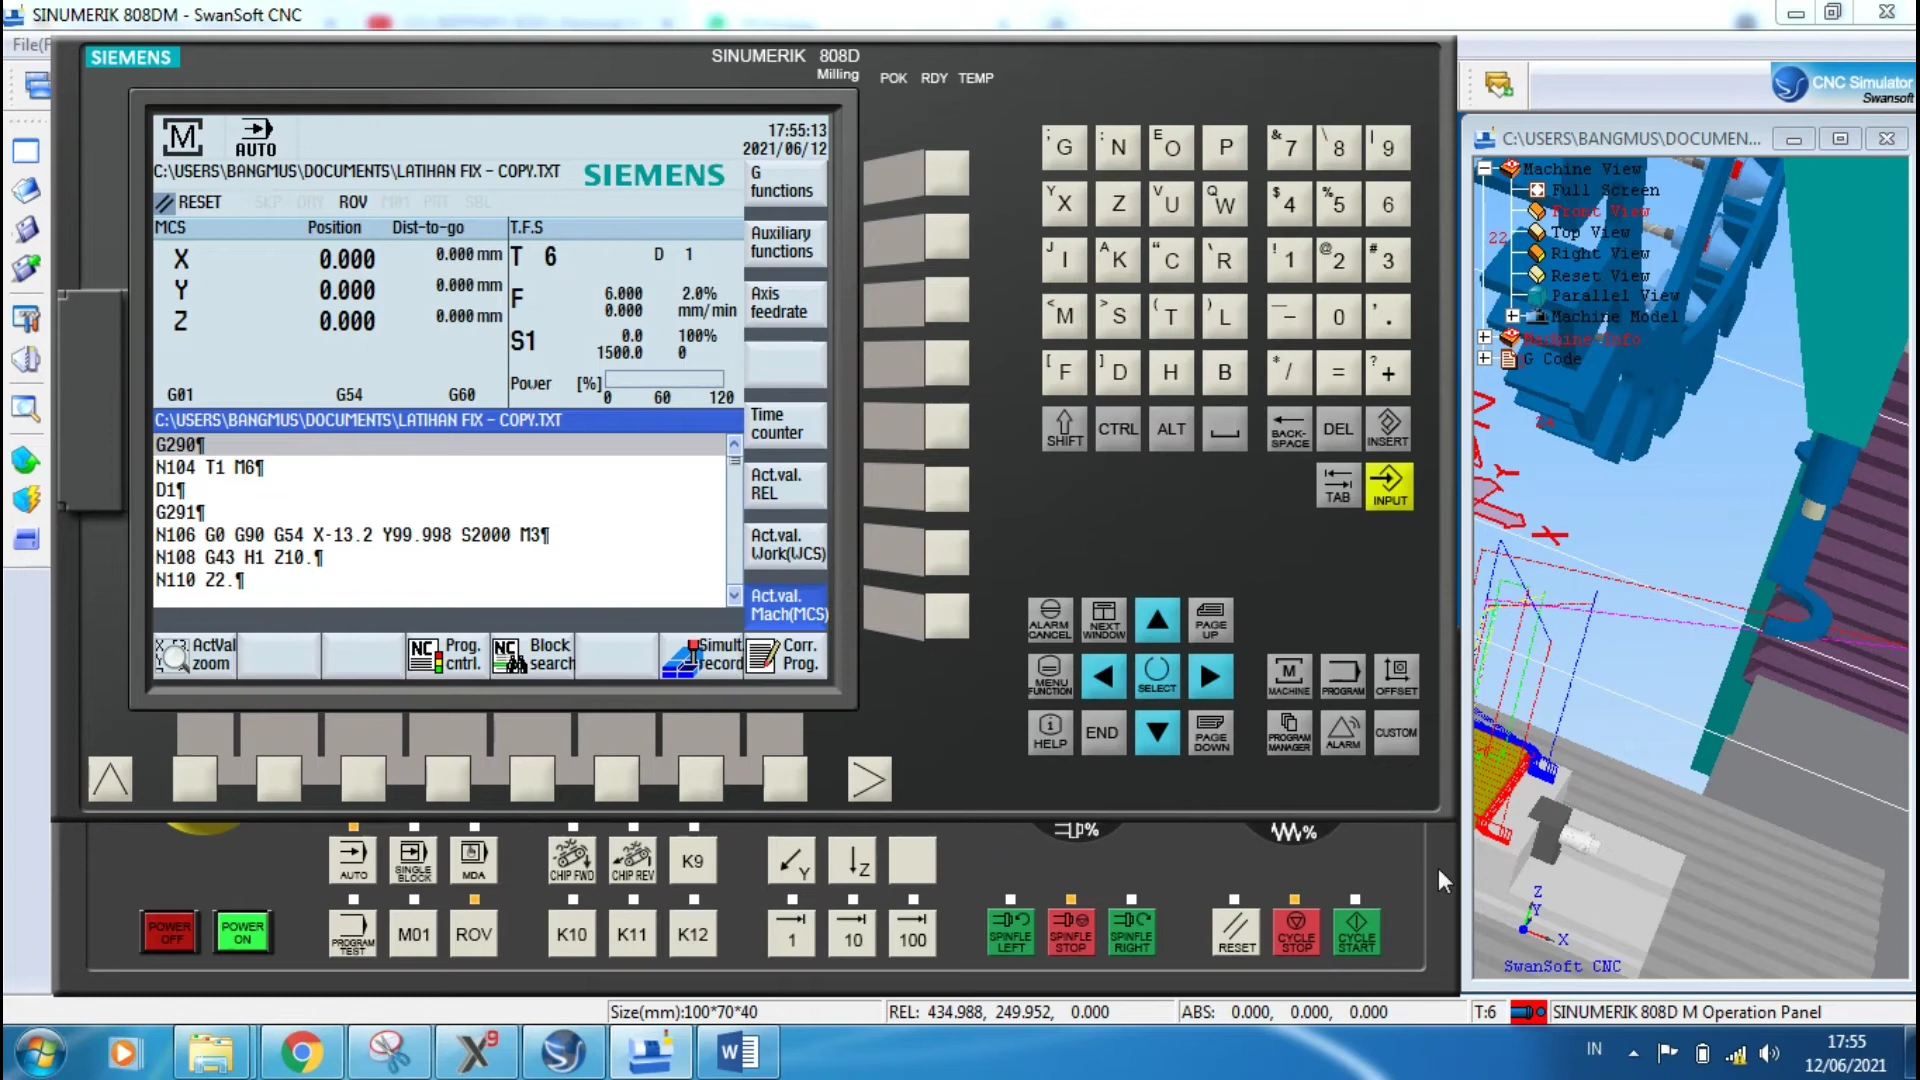 SINUMERIK 808DM - SwanSoft CNC
File(F
SIEMENS
SINUMERIK 808D
Milling
POK RDY TEMP
CNC Simulator
Swansoft
M AUTO
17:55:13
2021/06/12
C:\USERS\BANGMUS\DOCUMENTS\LATIHAN FIX - COPY.TXT
SIEMENS
RESET SKP DRY ROV M01 PRT SBL
MCS Position Dist-to-go T.F.S
X 0.000 0.000 mm
Y 0.000 0.000 mm
Z 0.000 0.000 mm
T 6 D 1
F 6.000 2.0%
0.000 mm/min
S1 0.0 100%
1500.0 0
Power [%]
0 60 120
G01 G54 G60
C:\USERS\BANGMUS\DOCUMENTS\LATIHAN FIX - COPY.TXT
G290¶
N104 T1 M6¶
D1¶
G291¶
N106 G0 G90 G54 X-13.2 Y99.998 S2000 M3¶
N108 G43 H1 Z10.¶
N110 Z2.¶
G functions
Auxiliary functions
Axis feedrate
Time counter
Act.val. REL
Act.val. Work(WCS)
Act.val. Mach(MCS)
ActVal zoom
NC Prog. cntrl.
NC Block search
Simult. record
Corr. Prog.
; G : N E O P & 7 \ 8 | 9
Y X Z V U Q W $ 4 % 5 6
J I A K " C ` R ! 1 @ 2 # 3
< M > S ( T ) L _ - 0 ' .
[ F ] D H B * / = ? +
SHIFT CTRL ALT BACK-SPACE DEL INSERT
TAB INPUT
ALARM CANCEL NEXT WINDOW PAGE UP
MENU FUNCTION SELECT MACHINE PROGRAM OFFSET
HELP END PAGE DOWN PROGRAM MANAGER ALARM CUSTOM
AUTO SINGLE BLOCK MDA CHIP FWD CHIP REV K9 Y Z
POWER OFF POWER ON
PROGRAM TEST M01 ROV K10 K11 K12 1 10 100
SPINFLE LEFT SPINFLE STOP SPINFLE RIGHT
RESET CYCLE STOP CYCLE START
% %
C:\USERS\BANGMUS\DOCUMEN...
Machine View
Full Screen
Front View
Top View
Right View
Reset View
Parallel View
Machine Model
Machine Info
G Code
22
24
Y
X
Z
Y
X
SwanSoft CNC
Size(mm):100*70*40
REL: 434.988, 249.952, 0.000
ABS: 0.000, 0.000, 0.000
T:6
SINUMERIK 808D M Operation Panel
IN
17:55
12/06/2021